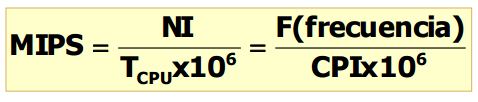 MIPS = NI / T_CPU x10^6 = F(frecuencia) / CPIx10^6